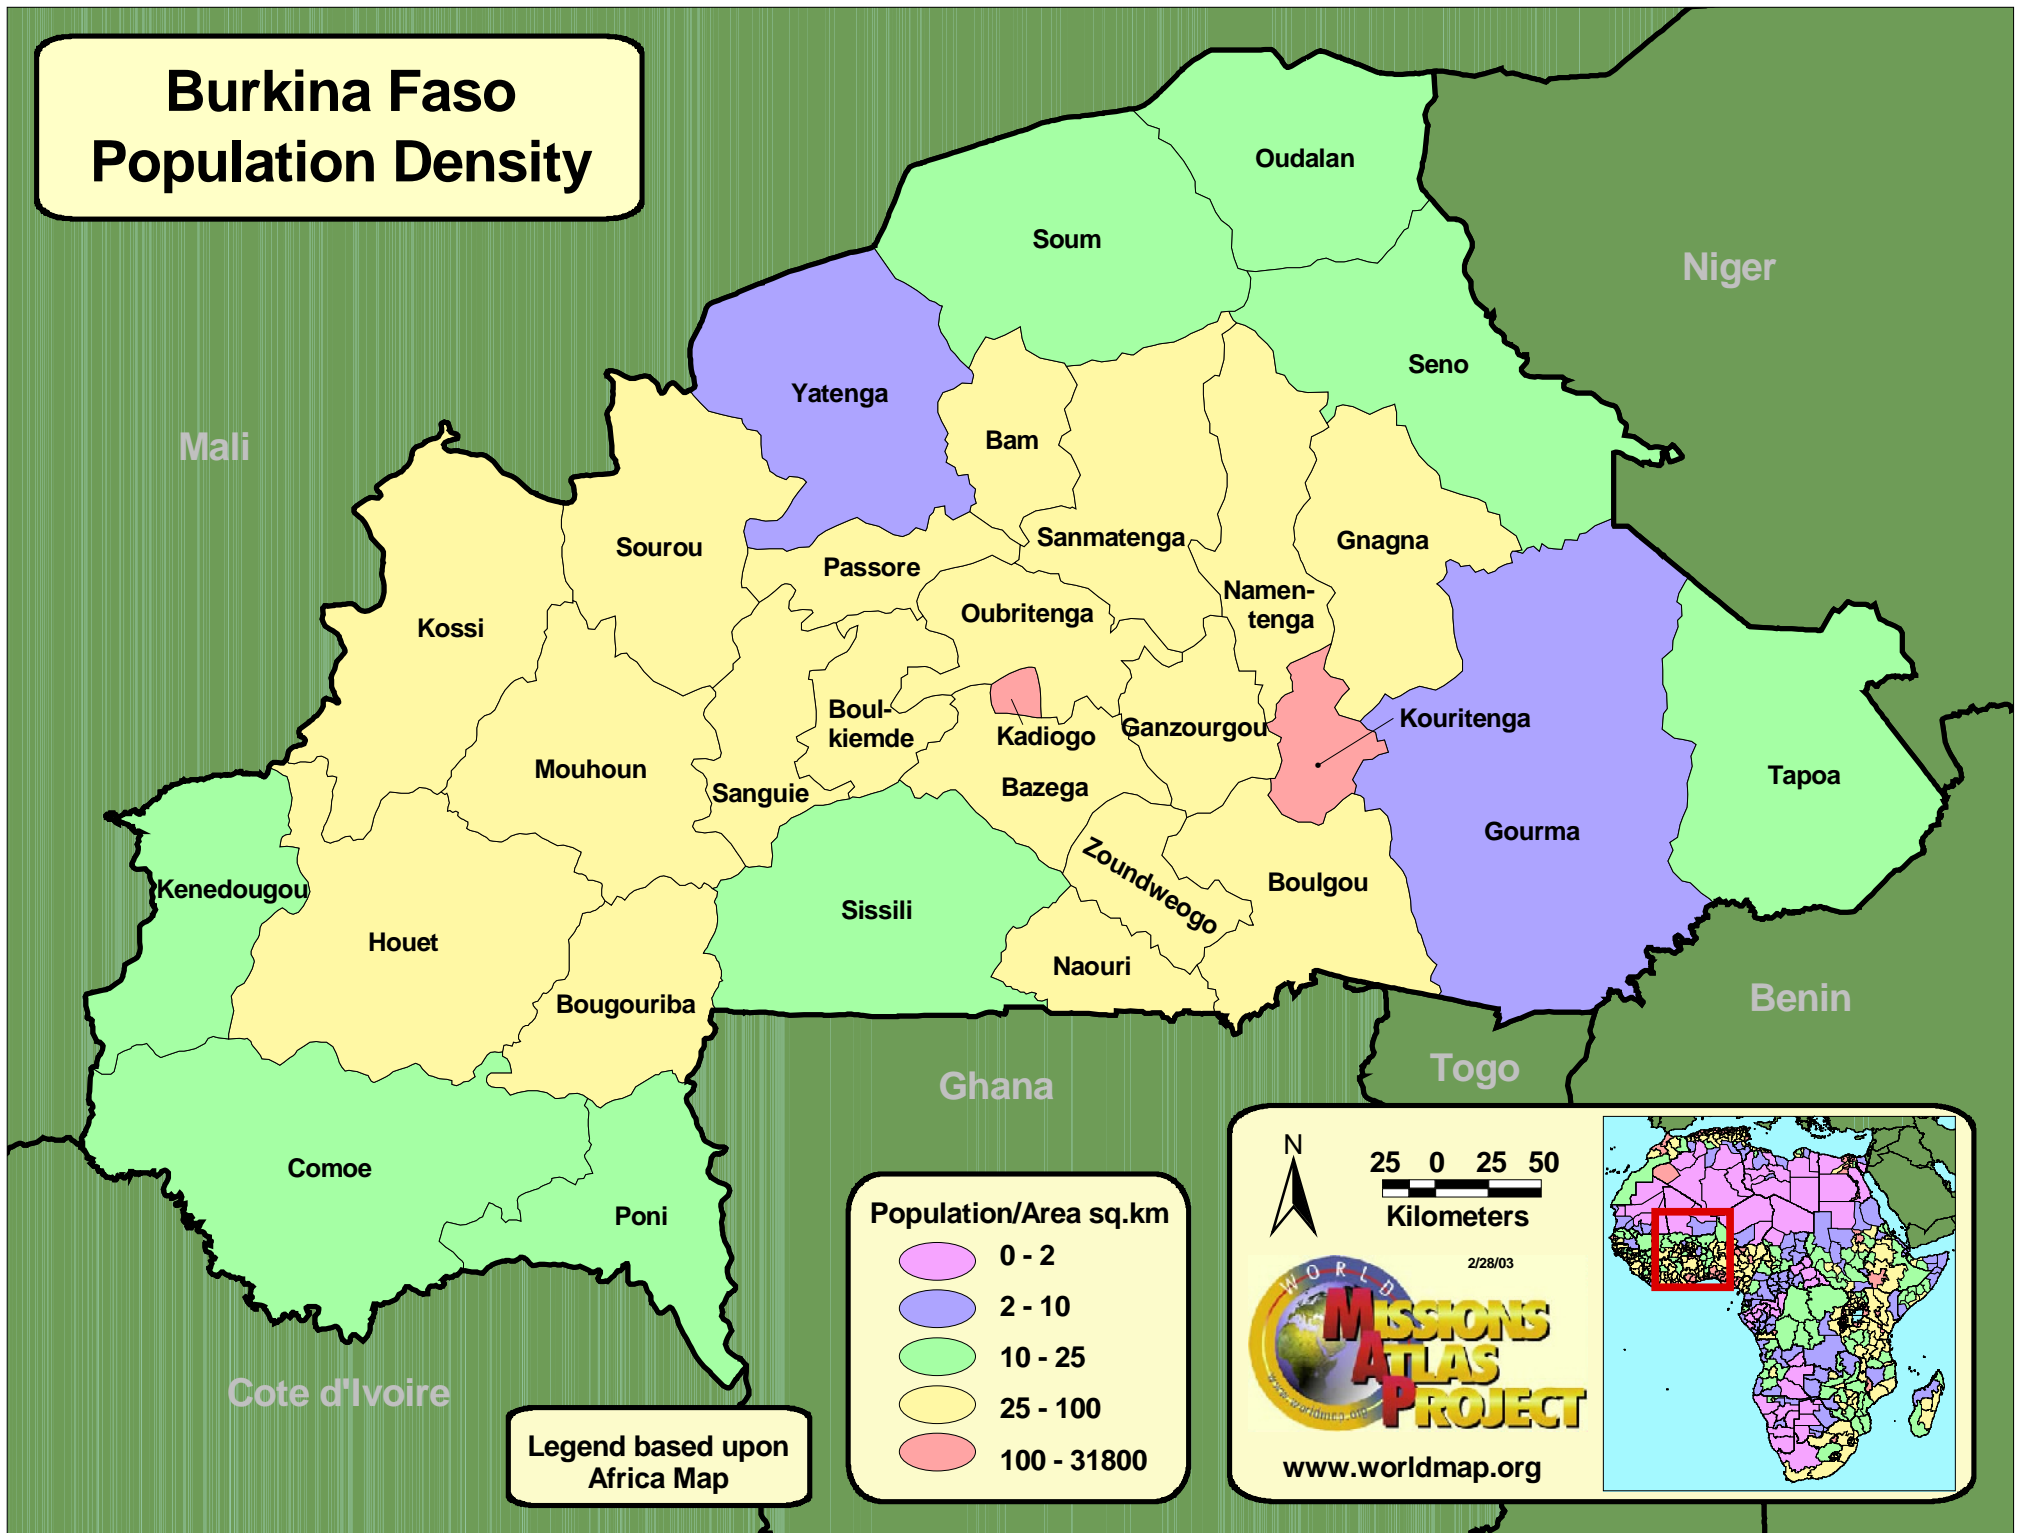 Burkina Faso
Population Density
Oudalan
Soum
Niger
Seno
Yatenga
Mali
Bam
Sanmatenga
Gnagna
Sourou
Passore
Namen-
tenga
Oubritenga
Kossi
Boul-
kiemde
Kadiogo
Ganzourgou
Kouritenga
Mouhoun
Sanguie
Bazega
Tapoa
Gourma
Zoundweogo
Boulgou
Kenedougou
Sissili
Houet
Naouri
Bougouriba
Benin
Togo
Ghana
Comoe
Poni
Cote d'Ivoire
Legend based upon
Africa Map
Population/Area sq.km
0 - 2
2 - 10
10 - 25
25 - 100
100 - 31800
N
25 0 25 50
Kilometers
2/28/03
WORLD
MISSIONS
ATLAS
PROJECT
www.worldmap.org
www.worldmap.org